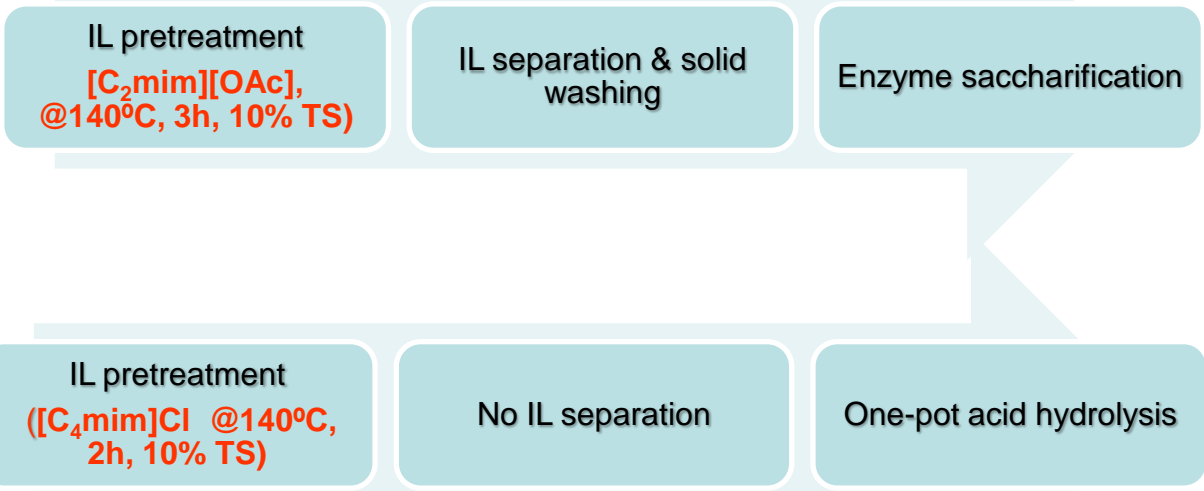 IL pretreatment
[C₂mim][OAc],
@140⁰C, 3h, 10% TS)
IL separation & solid
washing
Enzyme saccharification
IL pretreatment
([C₄mim]Cl @140⁰C,
2h, 10% TS)
No IL separation
One-pot acid hydrolysis